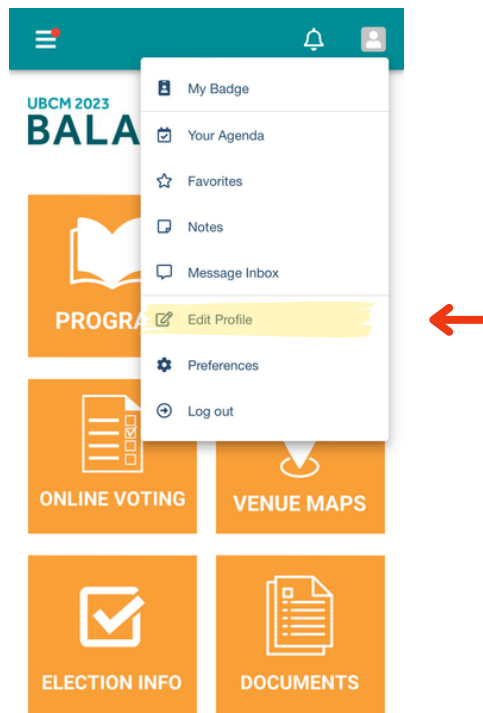 UBCM 2023
BALA
My Badge
Your Agenda
Favorites
Notes
Message Inbox
Edit Profile
Preferences
Log out
PROGRA
ONLINE VOTING
VENUE MAPS
ELECTION INFO
DOCUMENTS